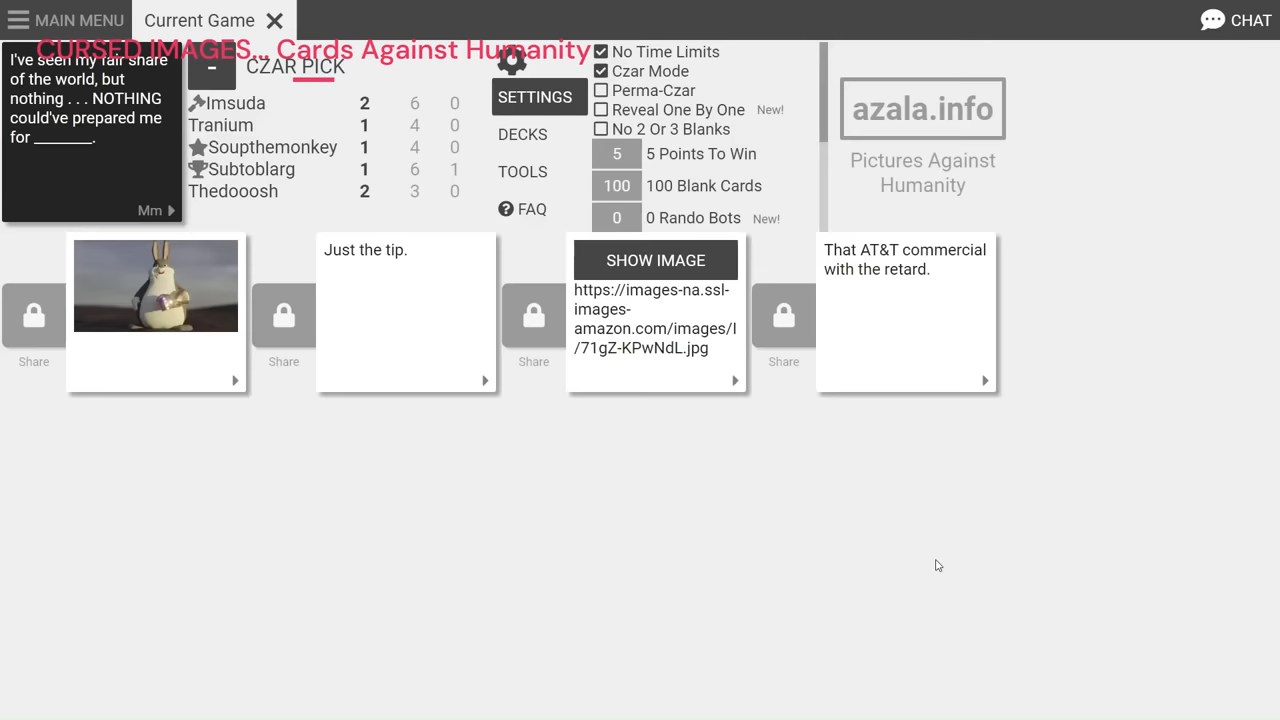 MAIN MENU
Current Game
CHAT
CURSED IMAGES... Cards Against Humanity
I've seen my fair share
of the world, but
nothing . . . NOTHING
could've prepared me
for ________.
Mm
-
CZAR PICK
Imsuda 2 6 0
Tranium 1 4 0
Soupthemonkey 1 4 0
Subtoblarg 1 6 1
Thedooosh 2 3 0
SETTINGS
DECKS
TOOLS
FAQ
No Time Limits
Czar Mode
Perma-Czar
Reveal One By One New!
No 2 Or 3 Blanks
5 5 Points To Win
100 100 Blank Cards
0 0 Rando Bots New!
azala.info
Pictures Against
Humanity
Share
Share
Just the tip.
Share
SHOW IMAGE
https://images-na.ssl-
images-
amazon.com/images/I
/71gZ-KPwNdL.jpg
Share
That AT&T commercial
with the retard.